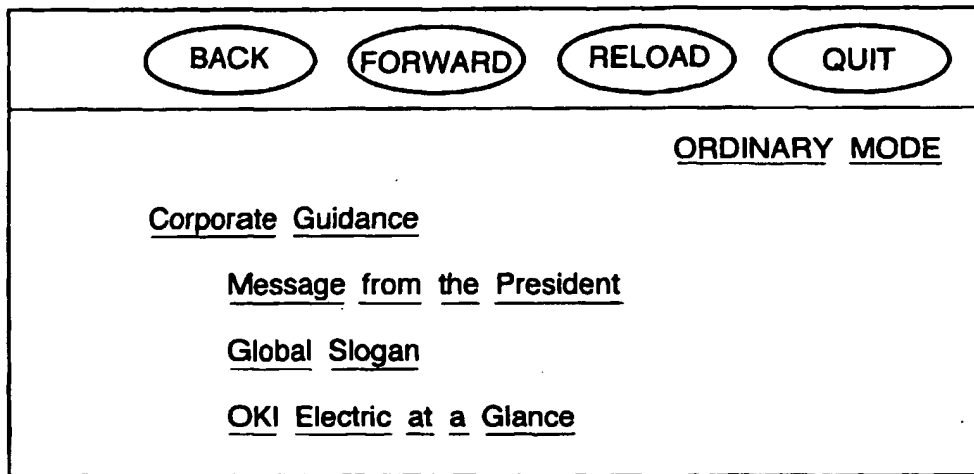 BACK FORWARD RELOAD QUIT
ORDINARY MODE
Corporate Guidance
Message from the President
Global Slogan
OKI Electric at a Glance